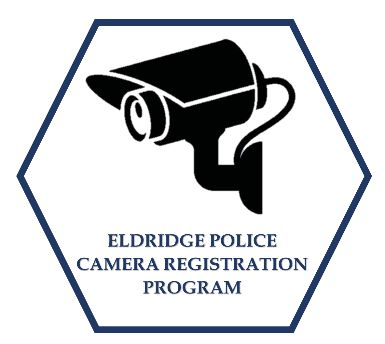 ELDRIDGE POLICE
CAMERA REGISTRATION
PROGRAM